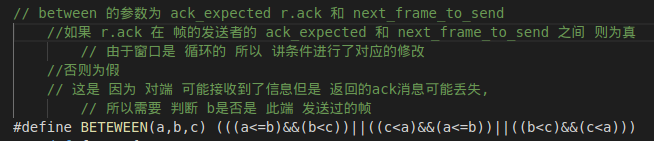 // between 的参数为 ack_expected r.ack 和 next_frame_to_send
//如果 r.ack 在 帧的发送者的 ack_expected 和 next_frame_to_send 之间 则为真
// 由于窗口是 循环的 所以 讲条件进行了对应的修改
//否则为假
// 这是 因为 对端 可能接收到了信息但是 返回的ack消息可能丢失,
// 所以需要 判断 b是否是 此端 发送过的帧
#define BETEWEEN(a,b,c) (((a<=b)&&(b<c))||((c<a)&&(a<=b))||((b<c)&&(c<a)))